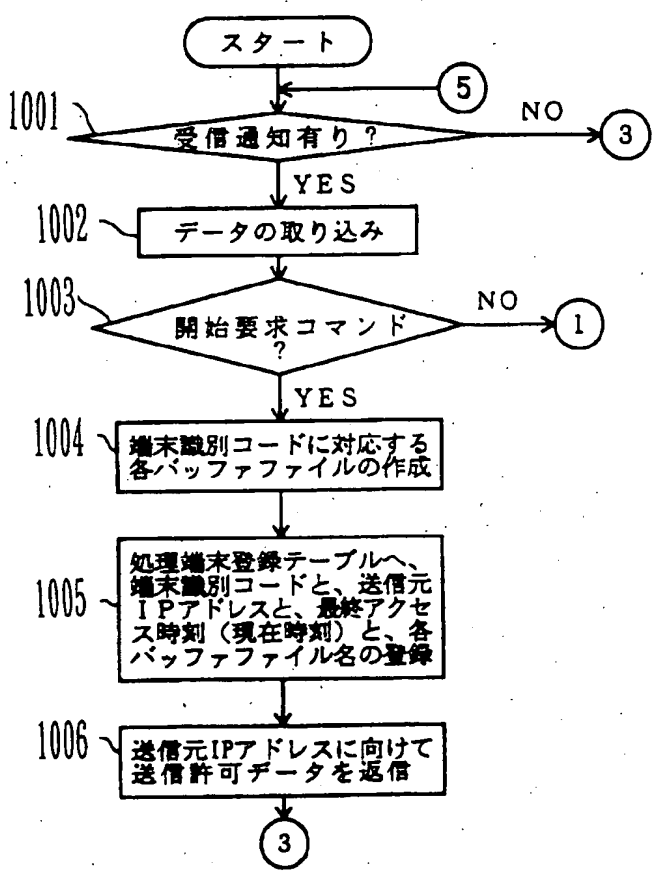 スタート
5
1001
受信通知有り?
NO
3
YES
1002
データの取り込み
1003
開始要求コマンド
?
NO
1
YES
1004
端末識別コードに対応する
各バッファファイルの作成
1005
処理端末登録テーブルへ、
端末識別コードと、送信元
IPアドレスと、最終アクセ
ス時刻(現在時刻)と、各
バッファファイル名の登録
1006
送信元IPアドレスに向けて
送信許可データを返信
3